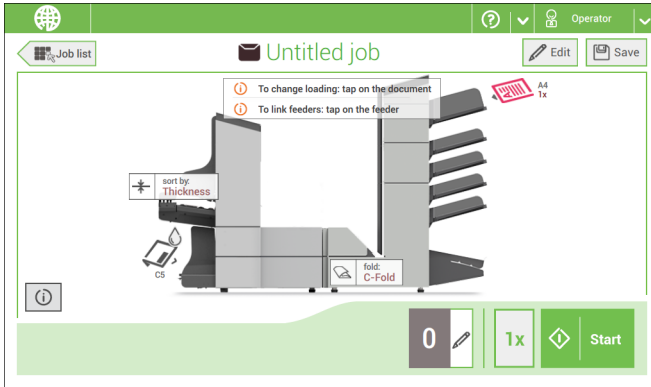 Operator
Job list
Untitled job
Edit
Save
To change loading: tap on the document
To link feeders: tap on the feeder
A4
1x
sort by:
Thickness
C5
fold:
C-Fold
0
1x
Start